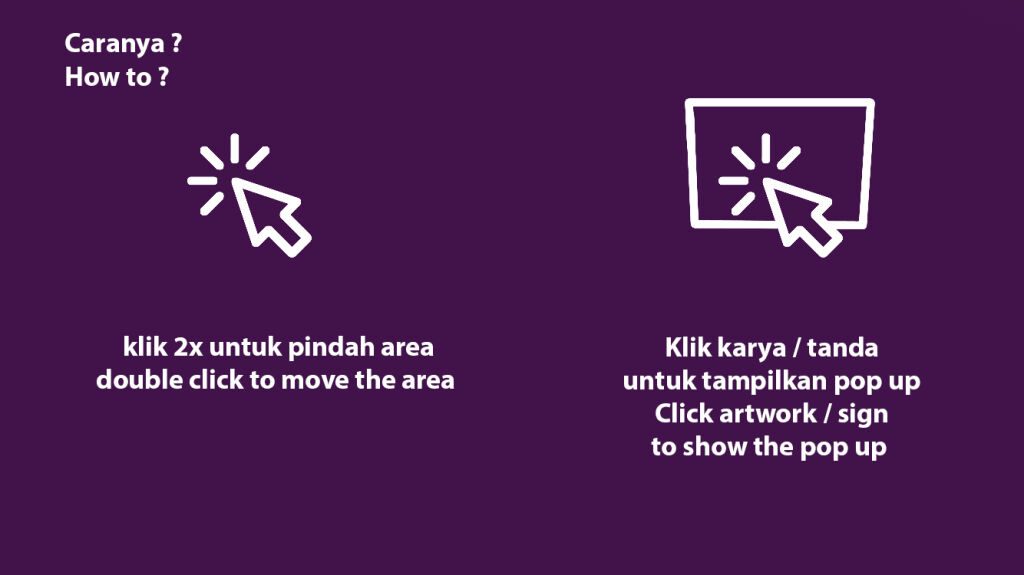 Caranya ?
How to ?
klik 2x untuk pindah area
double click to move the area
Klik karya / tanda
untuk tampilkan pop up
Click artwork / sign
to show the pop up